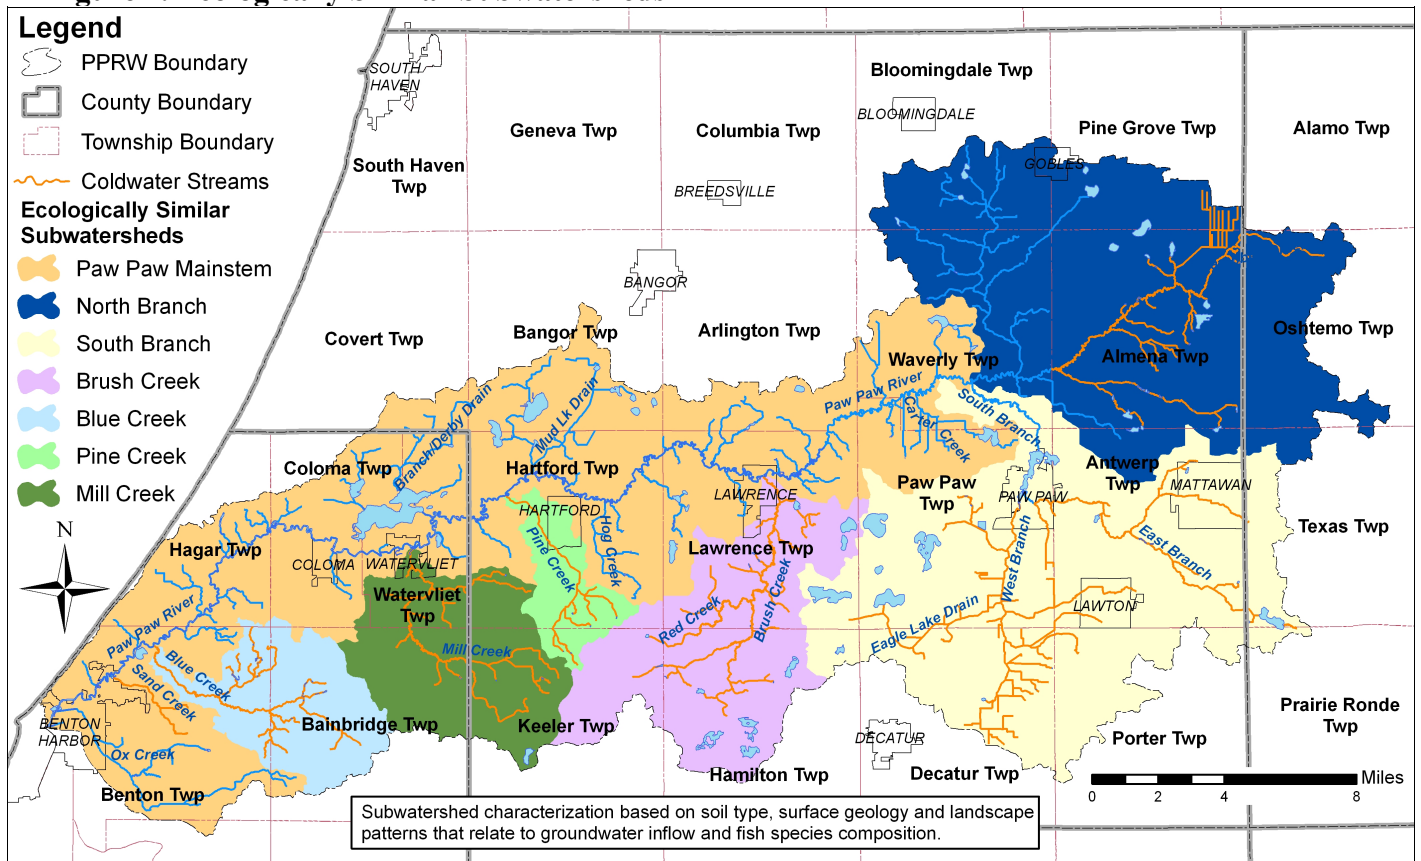 Legend
PPRW Boundary
County Boundary
Township Boundary
Coldwater Streams
Ecologically Similar
Subwatersheds
Paw Paw Mainstem
North Branch
South Branch
Brush Creek
Blue Creek
Pine Creek
Mill Creek
N
SOUTH
HAVEN
South Haven
Twp
Geneva Twp
Columbia Twp
Bloomingdale Twp
BLOOMINGDALE
Pine Grove Twp
Alamo Twp
GOBLES
BREEDSVILLE
BANGOR
Covert Twp
Bangor Twp
Arlington Twp
Waverly Twp
Almena Twp
Oshtemo Twp
Paw Paw River
Carter Creek
South Branch
Mud Lk Drain
Branch/Derby Drain
Coloma Twp
Hartford Twp
LAWRENCE
Paw Paw
Twp
PAW PAW
Antwerp
Twp
MATTAWAN
Texas Twp
HARTFORD
Hog Creek
Pine Creek
Hagar Twp
COLOMA
WATERVLIET
Watervliet
Twp
Lawrence Twp
West Branch
East Branch
LAWTON
Eagle Lake Drain
Red Creek
Brush Creek
Paw Paw River
Blue Creek
Sand Creek
Mill Creek
BENTON
HARBOR
Ox Creek
Bainbridge Twp
Keeler Twp
Benton Twp
Hamilton Twp
DECATUR
Decatur Twp
Porter Twp
Prairie Ronde
Twp
Miles
0 2 4 8
Subwatershed characterization based on soil type, surface geology and landscape
patterns that relate to groundwater inflow and fish species composition.